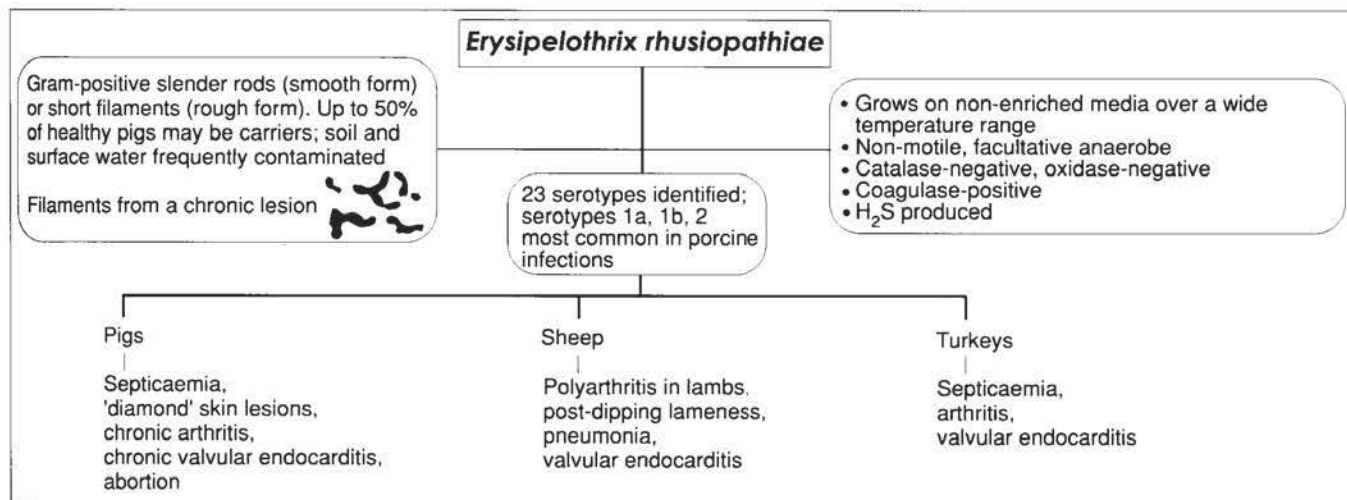 Erysipelothrix rhusiopathiae
Gram-positive slender rods (smooth form)
or short filaments (rough form). Up to 50%
of healthy pigs may be carriers; soil and
surface water frequently contaminated
Filaments from a chronic lesion
• Grows on non-enriched media over a wide
temperature range
• Non-motile, facultative anaerobe
• Catalase-negative, oxidase-negative
• Coagulase-positive
• H₂S produced
23 serotypes identified;
serotypes 1a, 1b, 2
most common in porcine
infections
Pigs
Septicaemia,
'diamond' skin lesions,
chronic arthritis,
chronic valvular endocarditis,
abortion
Sheep
Polyarthritis in lambs,
post-dipping lameness,
pneumonia,
valvular endocarditis
Turkeys
Septicaemia,
arthritis,
valvular endocarditis